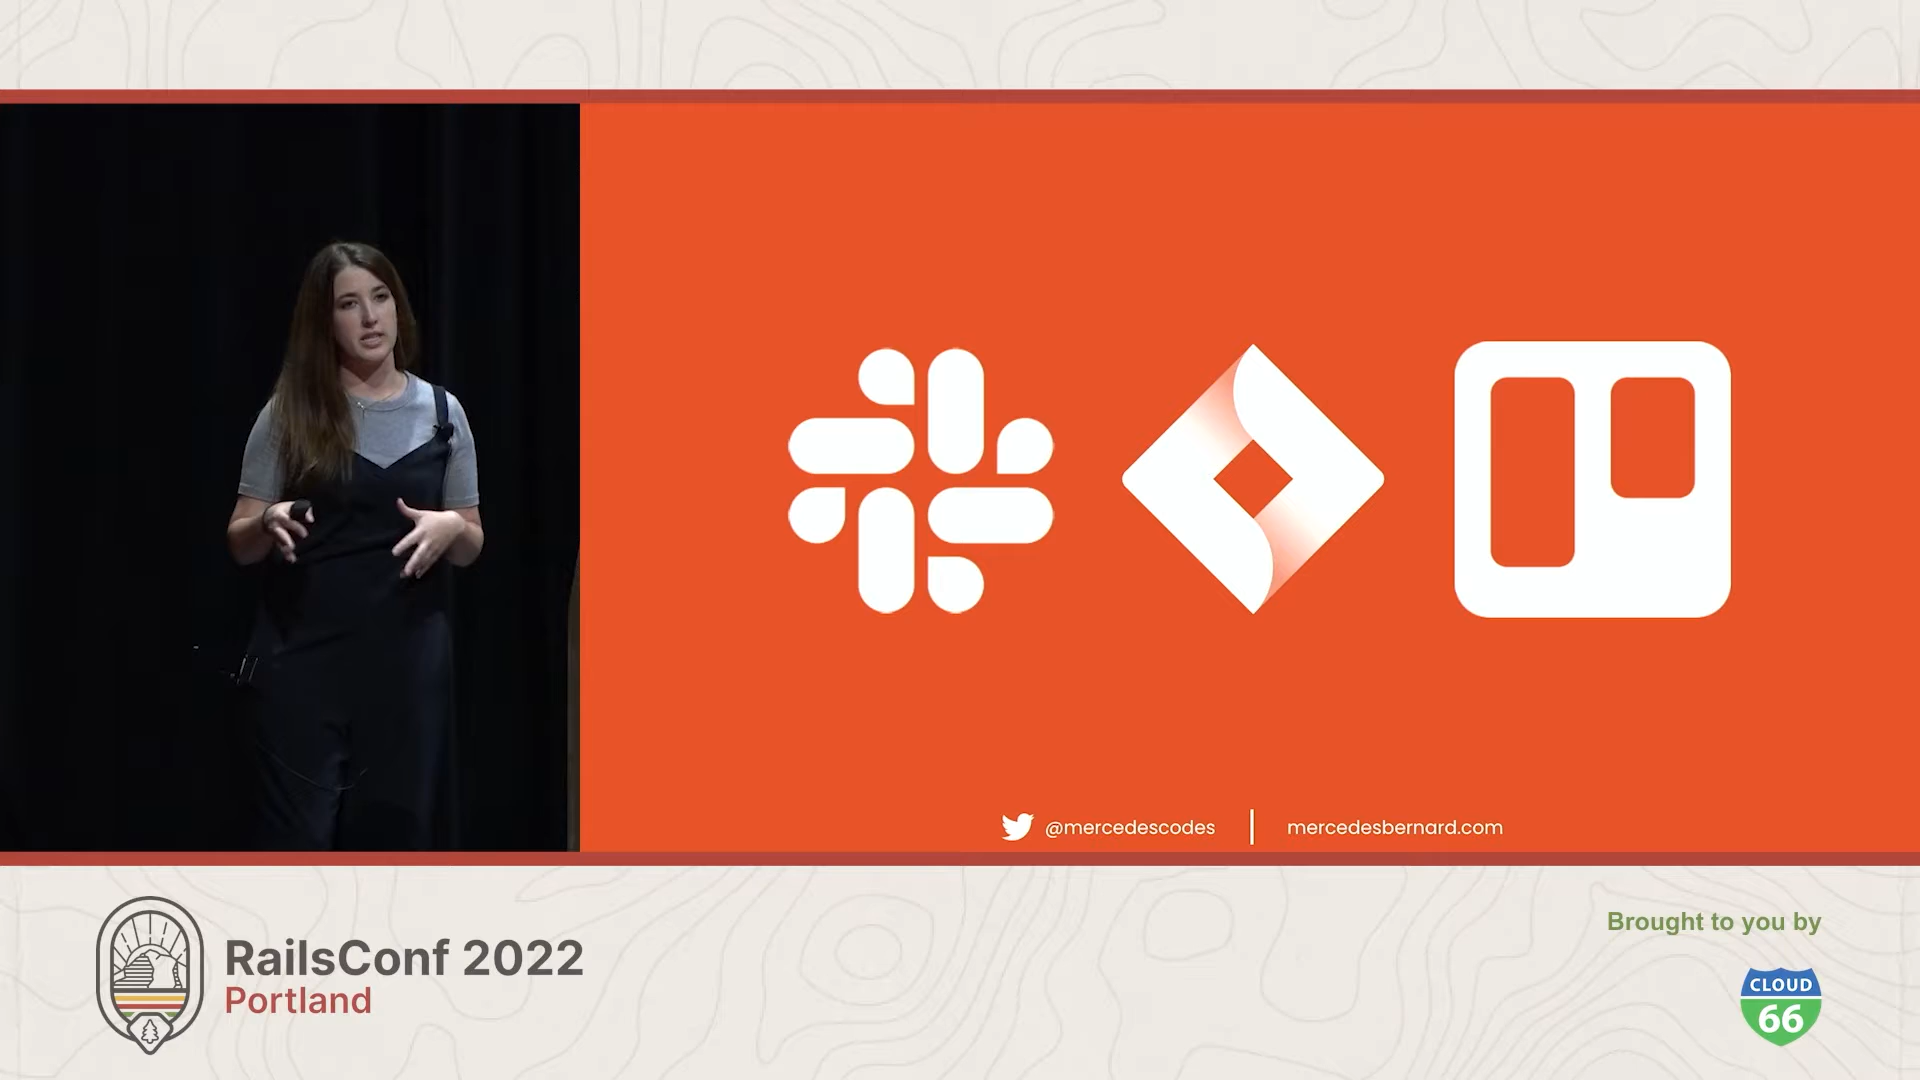 @mercedescodes
mercedesbernard.com
RailsConf 2022
Portland
Brought to you by
CLOUD
66